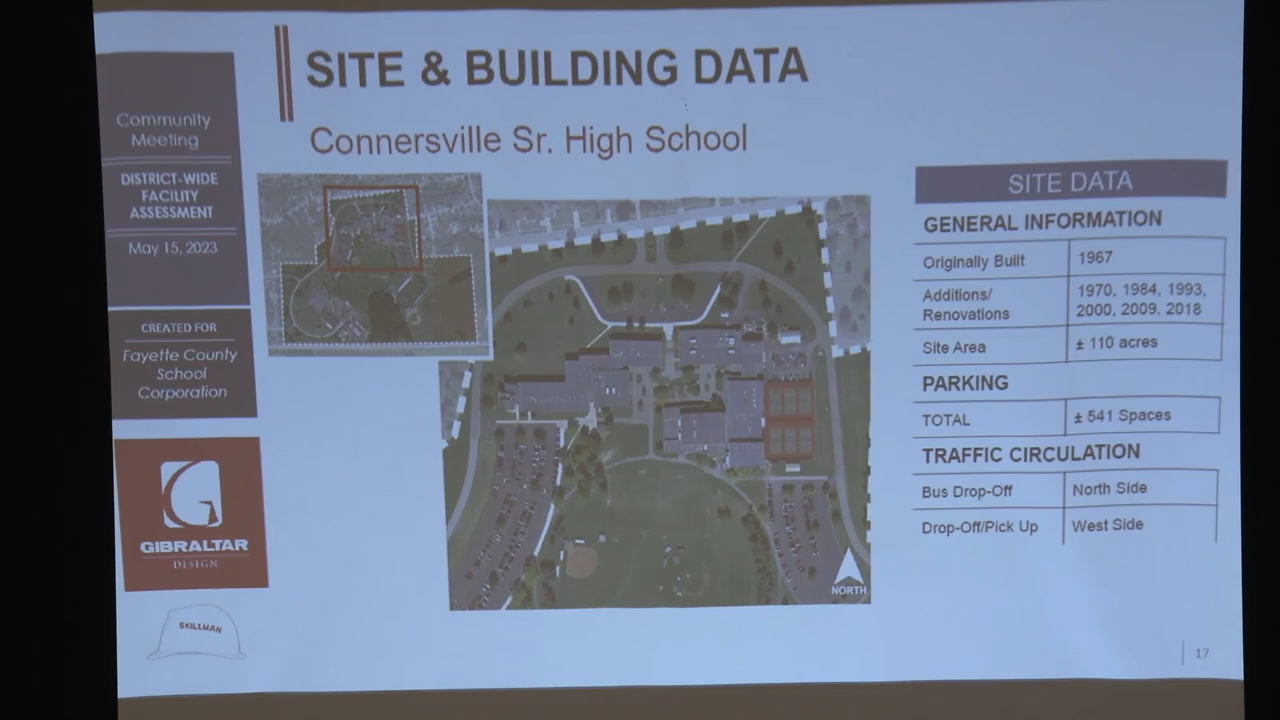 SITE & BUILDING DATA
Connersville Sr. High School
Community
Meeting
DISTRICT-WIDE
FACILITY
ASSESSMENT
May 15, 2023
CREATED FOR
Fayette County
School
Corporation
GIBRALTAR
DESIGN
SKILLMAN
NORTH
SITE DATA
GENERAL INFORMATION
Originally Built 1967
Additions/ 1970, 1984, 1993,
Renovations 2000, 2009, 2018
Site Area ± 110 acres
PARKING
TOTAL ± 541 Spaces
TRAFFIC CIRCULATION
Bus Drop-Off North Side
Drop-Off/Pick Up West Side
17